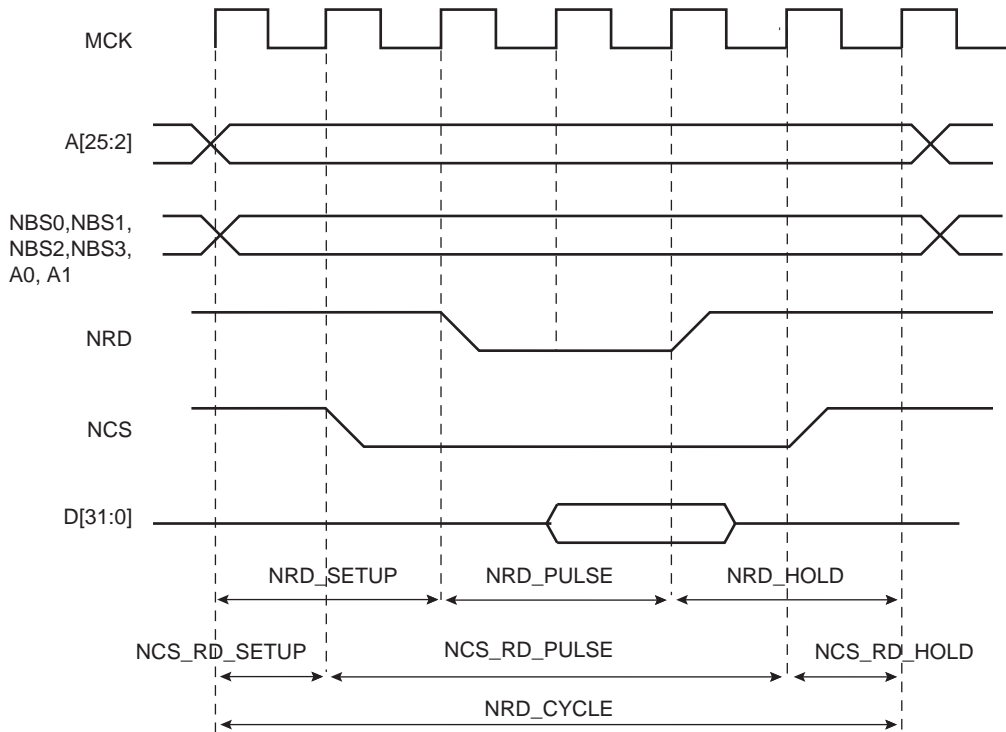 MCK
A[25:2]
NBS0,NBS1,
NBS2,NBS3,
A0, A1
NRD
NCS
D[31:0]
NRD_SETUP NRD_PULSE NRD_HOLD
NCS_RD_SETUP NCS_RD_PULSE NCS_RD_HOLD
NRD_CYCLE